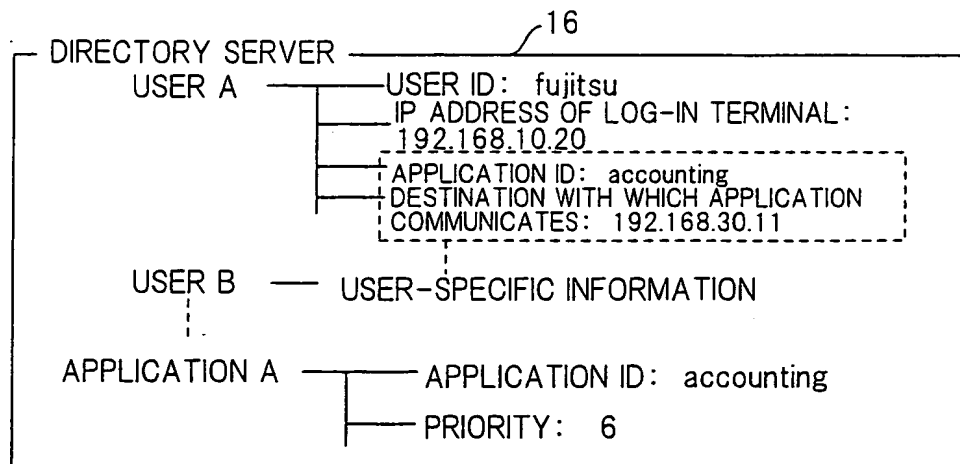 16
DIRECTORY SERVER
USER A
USER ID: fujitsu
IP ADDRESS OF LOG-IN TERMINAL:
192.168.10.20
APPLICATION ID: accounting
DESTINATION WITH WHICH APPLICATION
COMMUNICATES: 192.168.30.11
USER B
USER-SPECIFIC INFORMATION
APPLICATION A
APPLICATION ID: accounting
PRIORITY: 6